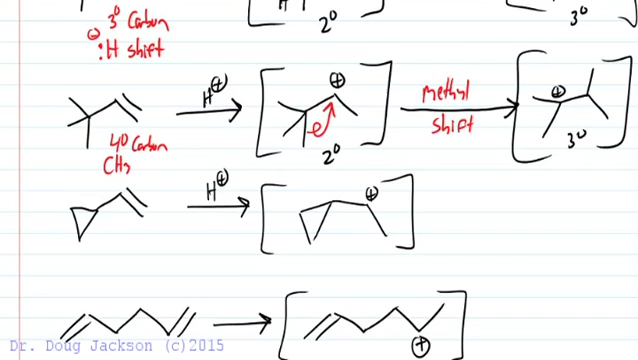 3° Carbon
⊖
:H shift
2°
3°
H⊕
⊕
methyl
shift
⊕
4° Carbon
CH3
2°
3°
H⊕
⊕
⊕
Dr. Doug Jackson (c)2015